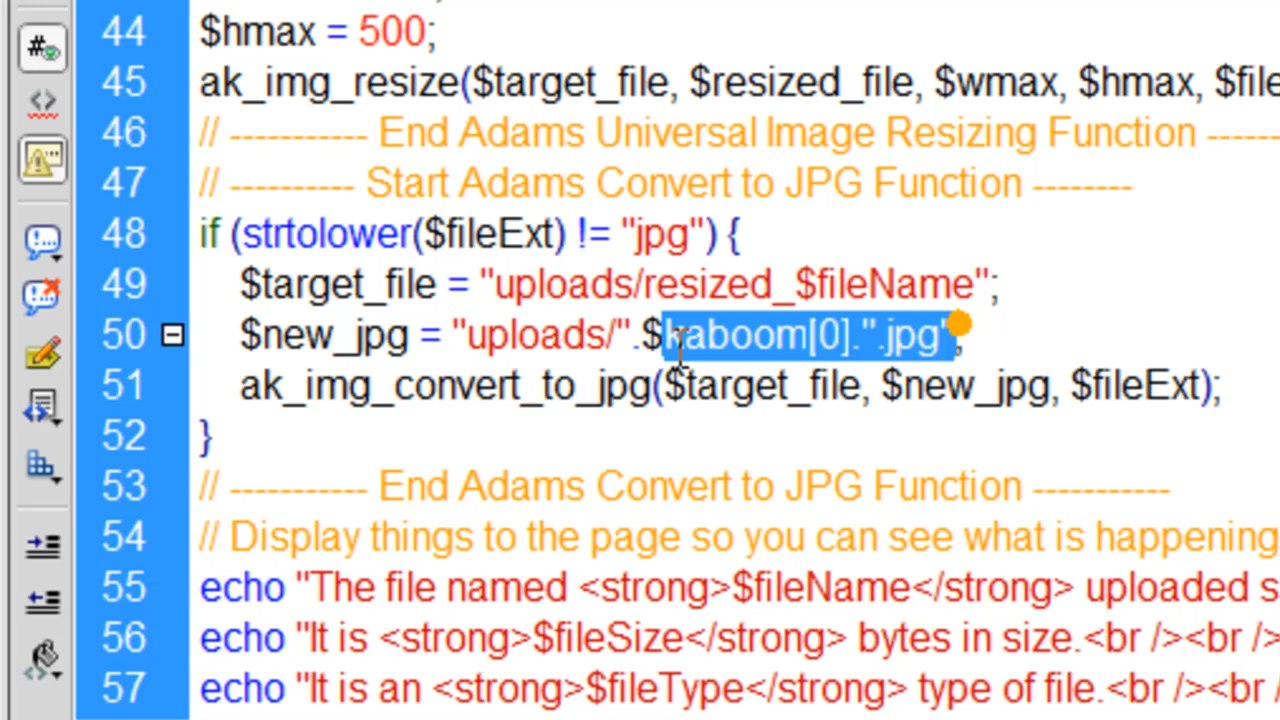 44 $hmax = 500;
45 ak_img_resize($target_file, $resized_file, $wmax, $hmax, $file
46 // ----------- End Adams Universal Image Resizing Function ------
47 // ---------- Start Adams Convert to JPG Function --------
48 if (strtolower($fileExt) != "jpg") {
49 $target_file = "uploads/resized_$fileName";
50 $new_jpg = "uploads/".$kaboom[0].".jpg";
51 ak_img_convert_to_jpg($target_file, $new_jpg, $fileExt);
52 }
53 // ----------- End Adams Convert to JPG Function -----------
54 // Display things to the page so you can see what is happening
55 echo "The file named <strong>$fileName</strong> uploaded s
56 echo "It is <strong>$fileSize</strong> bytes in size.<br /><br />
57 echo "It is an <strong>$fileType</strong> type of file.<br /><br /